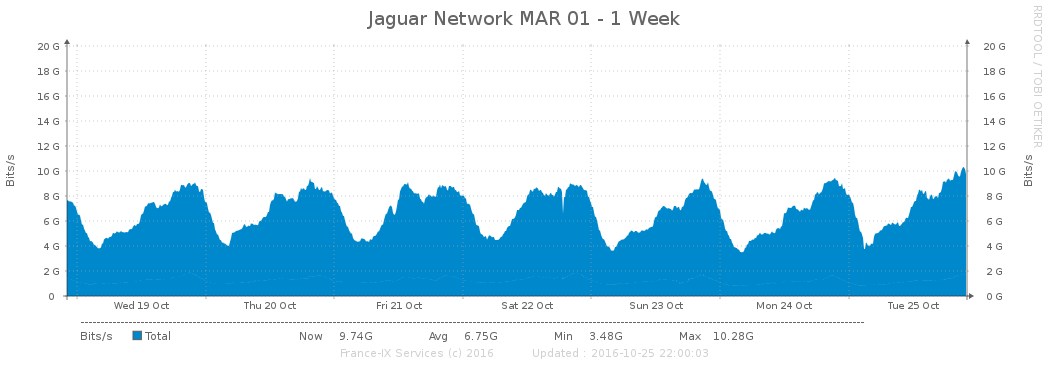 Jaguar Network MAR 01 - 1 Week
RRDTOOL / TOBI OETIKER
Bits/s
20 G 20 G
18 G 18 G
16 G 16 G
14 G 14 G
12 G 12 G
10 G 10 G
8 G 8 G
6 G 6 G
4 G 4 G
2 G 2 G
0 0 G
Bits/s
Wed 19 Oct Thu 20 Oct Fri 21 Oct Sat 22 Oct Sun 23 Oct Mon 24 Oct Tue 25 Oct
Bits/s Total Now 9.74G Avg 6.75G Min 3.48G Max 10.28G
France-IX Services (c) 2016 Updated : 2016-10-25 22:00:03